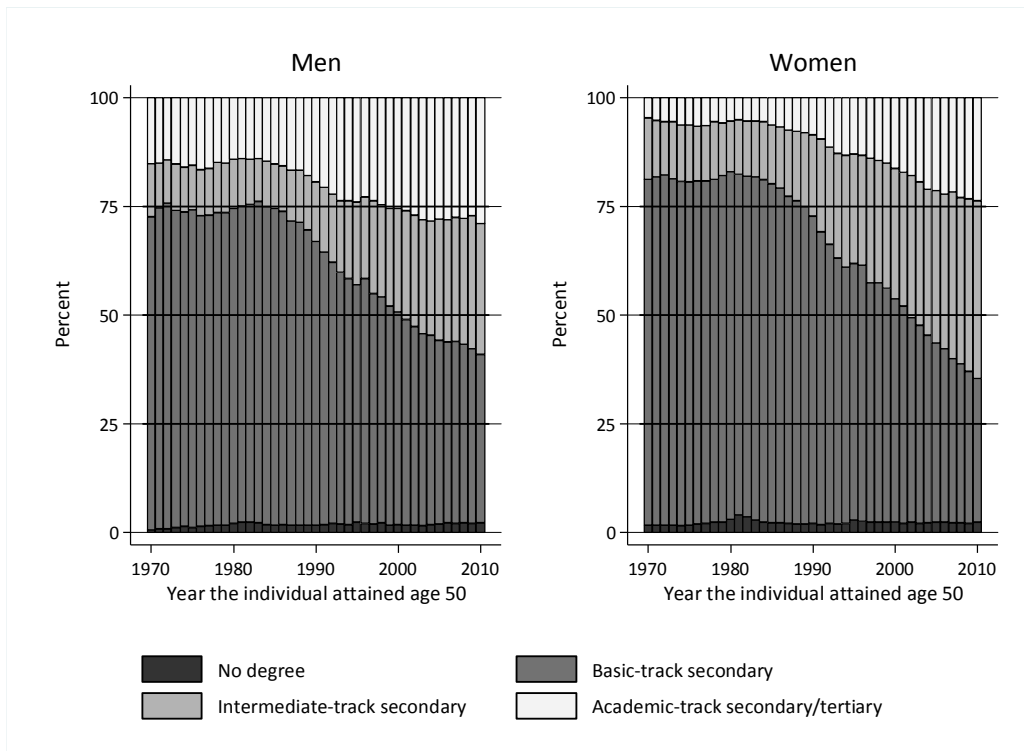 Men
Women
100
75
50
25
0
Percent
1970 1980 1990 2000 2010
Year the individual attained age 50
100
75
50
25
0
Percent
1970 1980 1990 2000 2010
Year the individual attained age 50
No degree
Basic-track secondary
Intermediate-track secondary
Academic-track secondary/tertiary